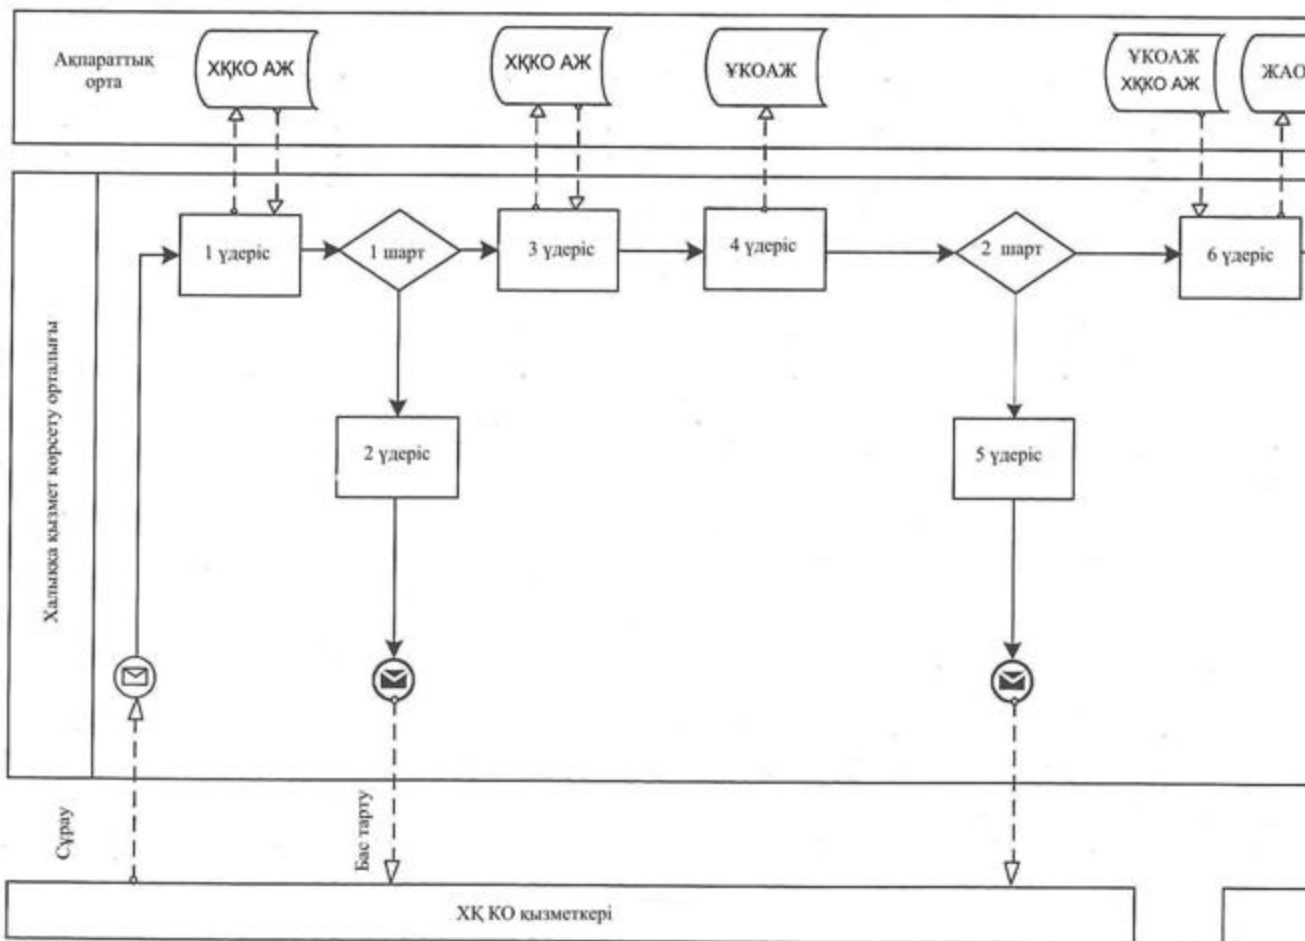 Ақпараттық
орта
ХҚКО АЖ
ХҚКО АЖ
ҰКОАЖ
ҰКОАЖ
ХҚКО АЖ
ЖАО
Халыққа қызмет көрсету орталығы
1 үдеріс
1 шарт
3 үдеріс
4 үдеріс
2 шарт
6 үдеріс
2 үдеріс
5 үдеріс
Сұрау
Бас тарту
ХҚ КО қызметкері